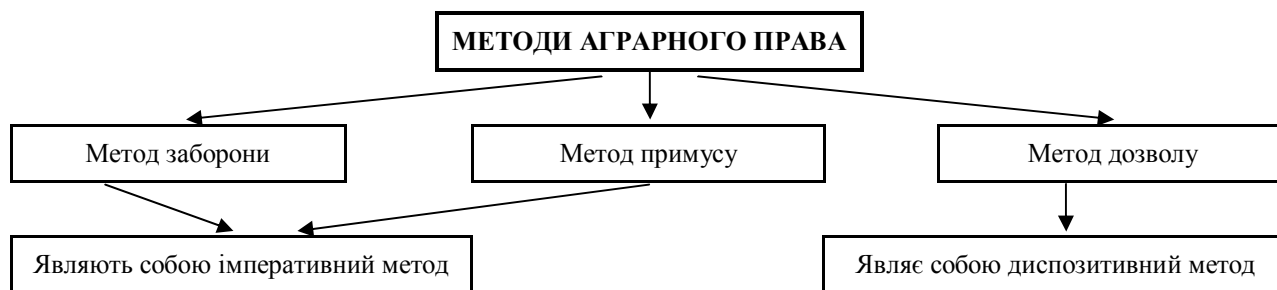 МЕТОДИ АГРАРНОГО ПРАВА
Метод заборони
Метод примусу
Метод дозволу
Являють собою імперативний метод
Являє собою диспозитивний метод